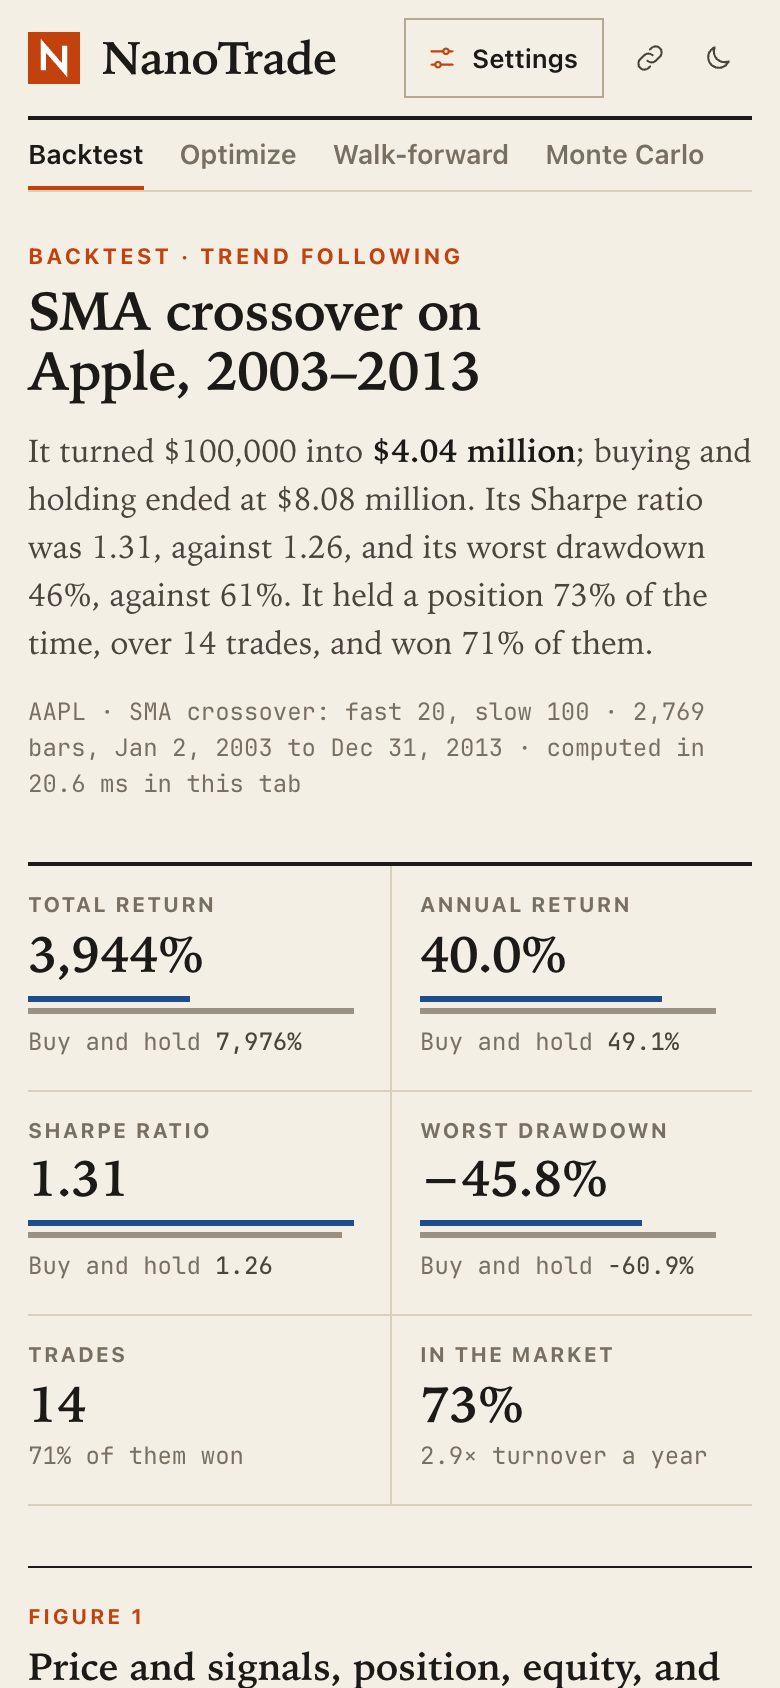 N NanoTrade Settings
Backtest Optimize Walk-forward Monte Carlo
BACKTEST · TREND FOLLOWING
SMA crossover on
Apple, 2003–2013
It turned $100,000 into $4.04 million; buying and
holding ended at $8.08 million. Its Sharpe ratio
was 1.31, against 1.26, and its worst drawdown
46%, against 61%. It held a position 73% of the
time, over 14 trades, and won 71% of them.
AAPL · SMA crossover: fast 20, slow 100 · 2,769
bars, Jan 2, 2003 to Dec 31, 2013 · computed in
20.6 ms in this tab
TOTAL RETURN
3,944%
Buy and hold 7,976%
ANNUAL RETURN
40.0%
Buy and hold 49.1%
SHARPE RATIO
1.31
Buy and hold 1.26
WORST DRAWDOWN
−45.8%
Buy and hold -60.9%
TRADES
14
71% of them won
IN THE MARKET
73%
2.9× turnover a year
FIGURE 1
Price and signals, position, equity, and